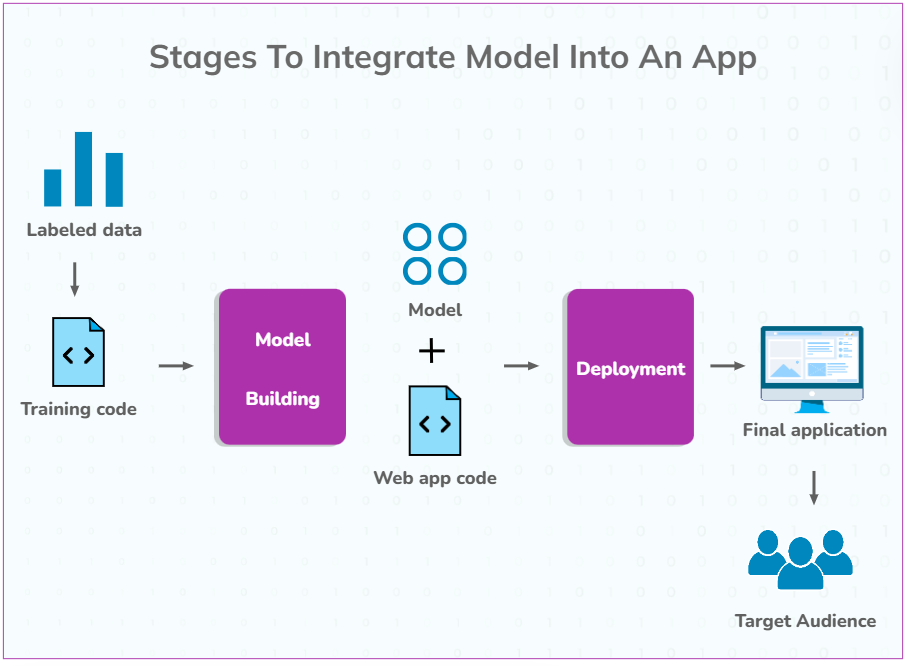 Stages To Integrate Model Into An App
Labeled data
Training code
Model
Building
Model
Web app code
Deployment
Final application
Target Audience